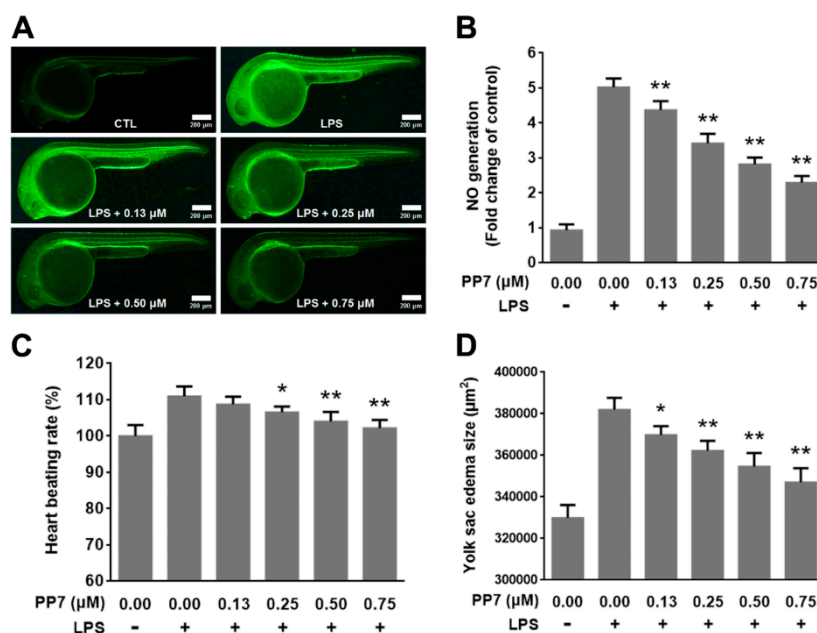 A
CTL
200 µm
LPS
200 µm
LPS + 0.13 µM
200 µm
LPS + 0.25 µM
200 µm
LPS + 0.50 µM
200 µm
LPS + 0.75 µM
200 µm
B
NO generation
(Fold change of control)
6
5
4
3
2
1
0
**
**
**
**
PP7 (µM) 0.00 0.00 0.13 0.25 0.50 0.75
LPS - + + + + +
C
Heart beating rate (%)
120
110
100
90
80
70
60
*
**
**
PP7 (µM) 0.00 0.00 0.13 0.25 0.50 0.75
LPS - + + + + +
D
Yolk sac edema size (µm²)
400000
380000
360000
340000
320000
300000
*
**
**
**
PP7 (µM) 0.00 0.00 0.13 0.25 0.50 0.75
LPS - + + + + +